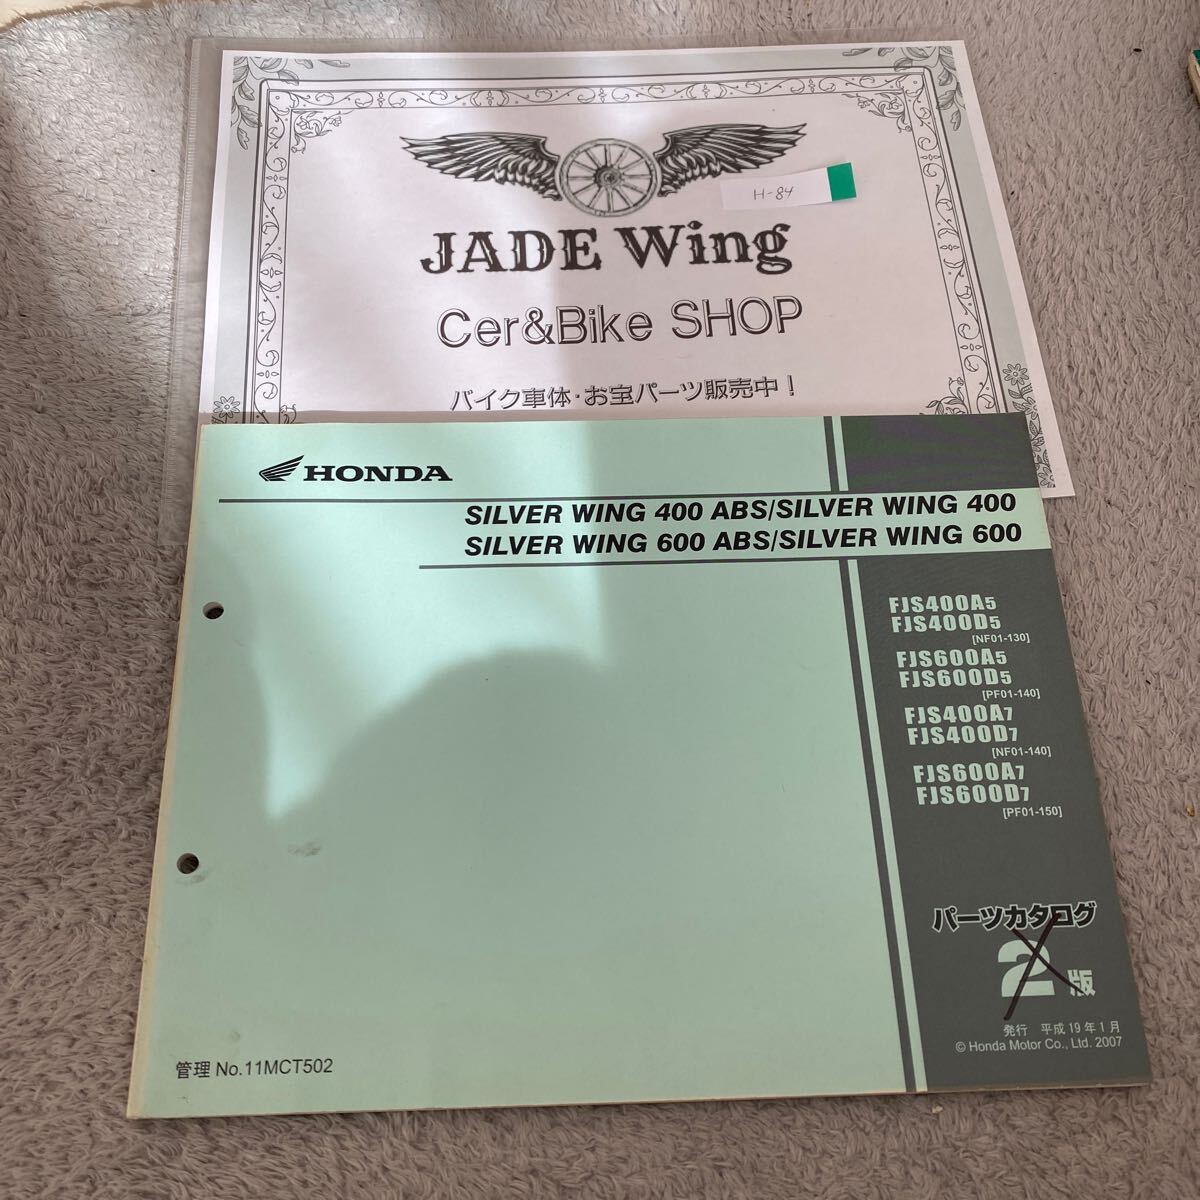 H-84
JADE Wing
Cer&Bike SHOP
バイク車体・お宝パーツ販売中！
HONDA
SILVER WING 400 ABS/SILVER WING 400
SILVER WING 600 ABS/SILVER WING 600
FJS400A5
FJS400D5
[NF01-130]
FJS600A5
FJS600D5
[PF01-140]
FJS400A7
FJS400D7
[NF01-140]
FJS600A7
FJS600D7
[PF01-150]
パーツカタログ
2版
発行 平成19年1月
© Honda Motor Co., Ltd. 2007
管理 No.11MCT502